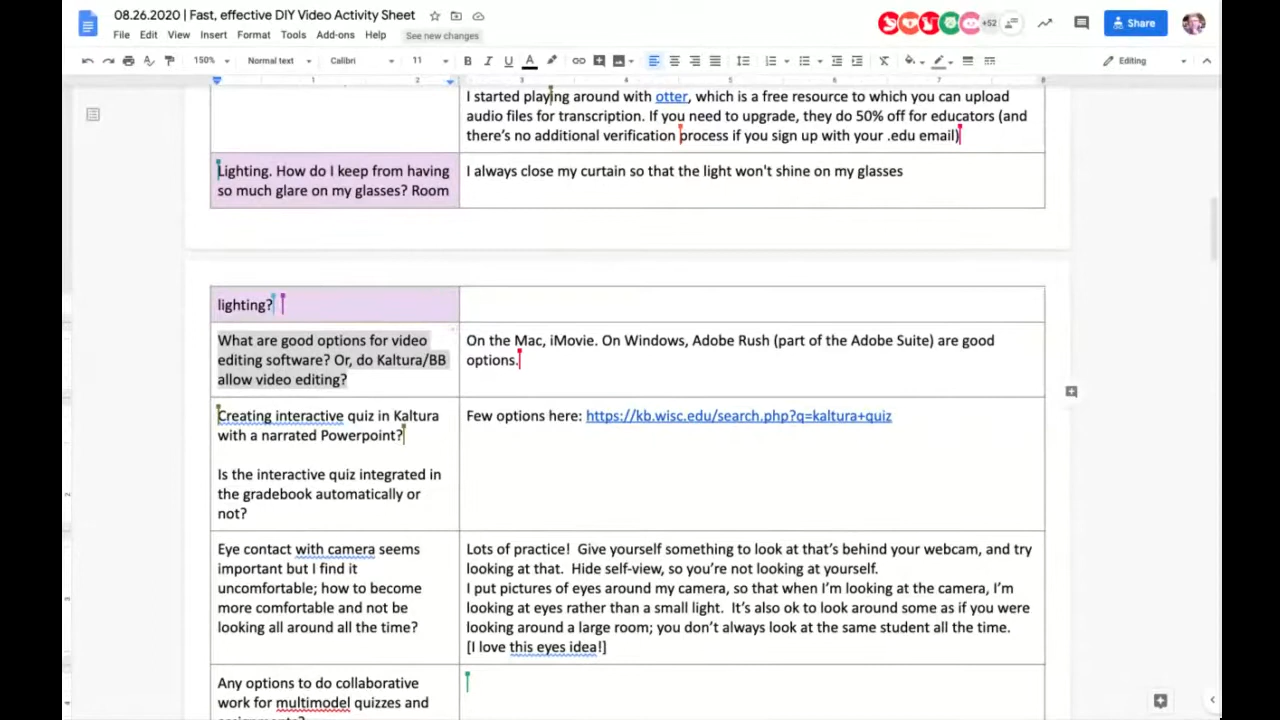 08.26.2020 | Fast, effective DIY Video Activity Sheet
+52
Share
File Edit View Insert Format Tools Add-ons Help See new changes
150% Normal text Calibri 11 B I U A Editing
1 2 3 4 5 6 7 8
I started playing around with otter, which is a free resource to which you can upload
audio files for transcription. If you need to upgrade, they do 50% off for educators (and
there's no additional verification process if you sign up with your .edu email)
Lighting. How do I keep from having
so much glare on my glasses? Room
I always close my curtain so that the light won't shine on my glasses
lighting?
What are good options for video
editing software? Or, do Kaltura/BB
allow video editing?
On the Mac, iMovie. On Windows, Adobe Rush (part of the Adobe Suite) are good
options.
Creating interactive quiz in Kaltura
with a narrated Powerpoint?
Is the interactive quiz integrated in
the gradebook automatically or
not?
Few options here: https://kb.wisc.edu/search.php?q=kaltura+quiz
Eye contact with camera seems
important but I find it
uncomfortable; how to become
more comfortable and not be
looking all around all the time?
Lots of practice!  Give yourself something to look at that's behind your webcam, and try
looking at that.  Hide self-view, so you're not looking at yourself.
I put pictures of eyes around my camera, so that when I'm looking at the camera, I'm
looking at eyes rather than a small light.  It's also ok to look around some as if you were
looking around a large room; you don't always look at the same student all the time.
[I love this eyes idea!]
Any options to do collaborative
work for multimodel quizzes and
assignments?